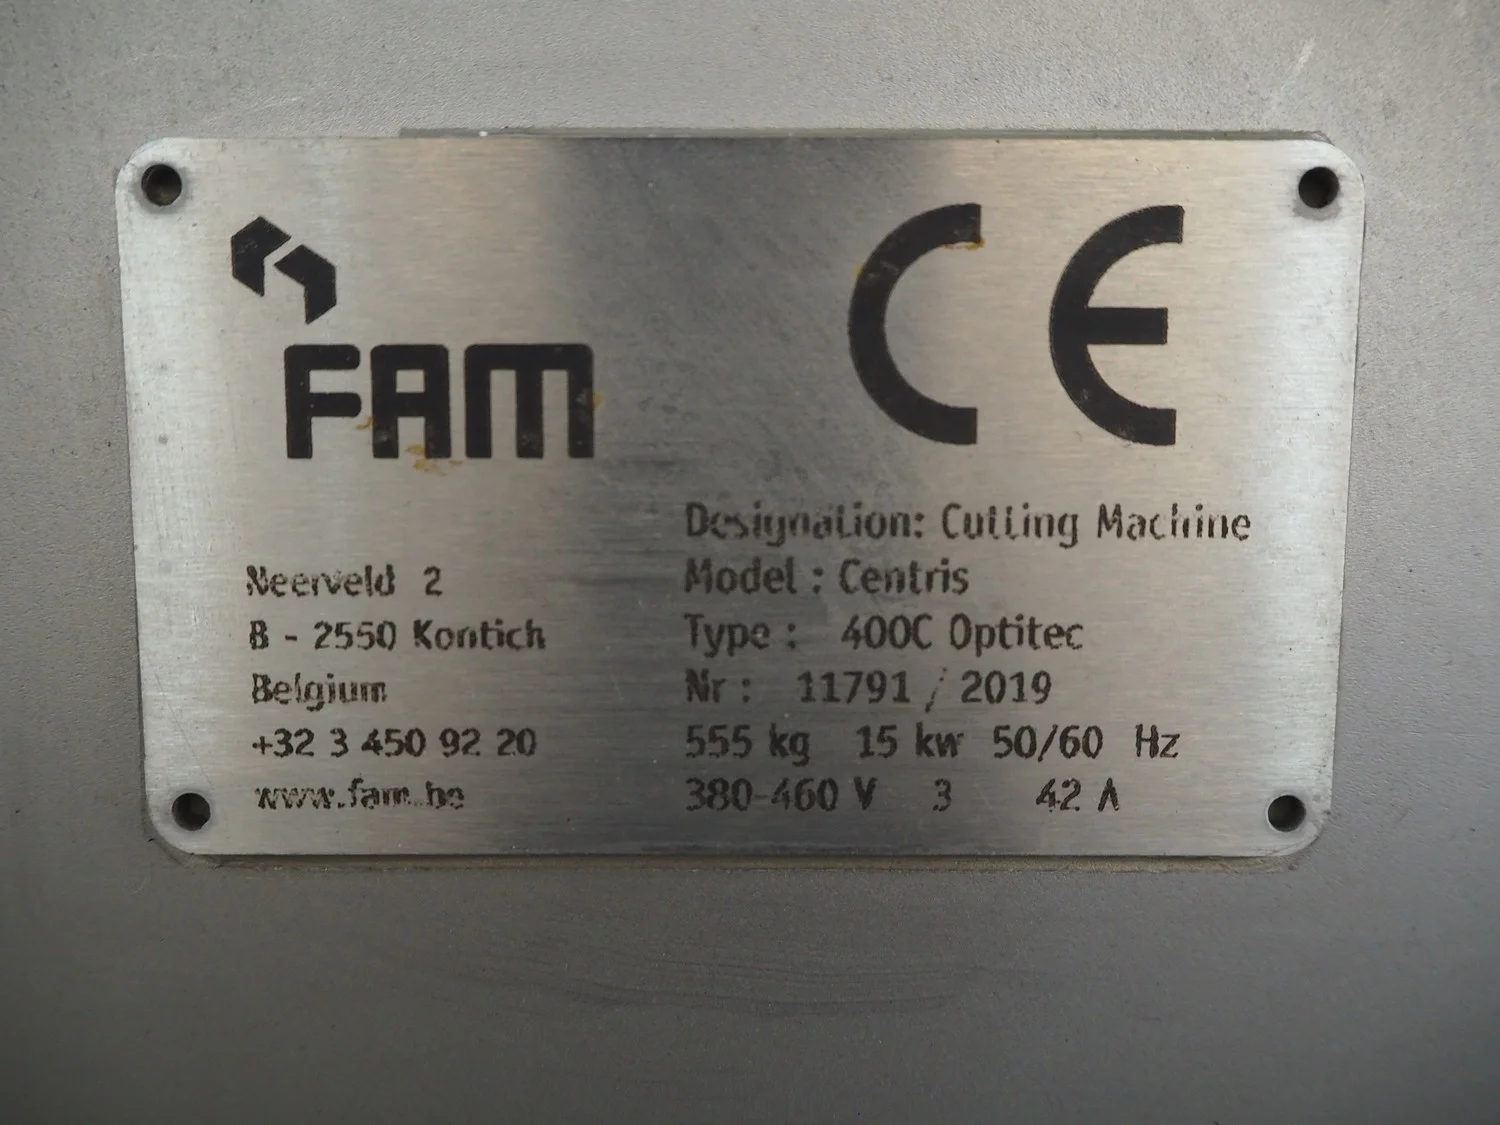 FAM
CE
Neerveld 2
B - 2550 Kontich
Belgium
+32 3 450 92 20
www.fam.be
Designation: Cutting Machine
Model : Centris
Type : 400C Optitec
Nr : 11791 / 2019
555 kg 15 kw 50/60 Hz
380-460 V 3 42 A